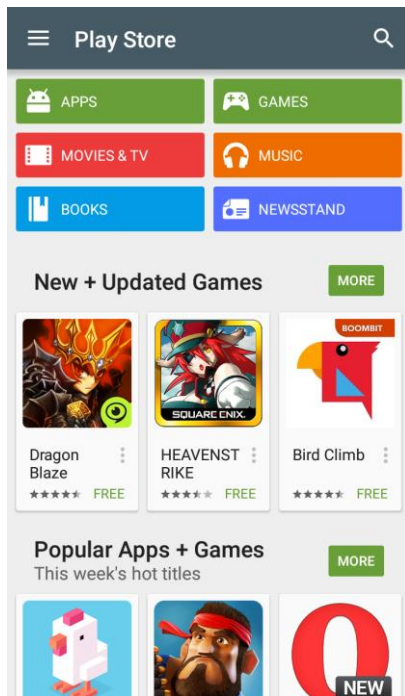 Play Store
APPS
GAMES
MOVIES & TV
MUSIC
BOOKS
NEWSSTAND
New + Updated Games
MORE
SQUARE ENIX.
BOOMBIT
Dragon
Blaze
FREE
HEAVENST
RIKE
FREE
Bird Climb
FREE
Popular Apps + Games
This week's hot titles
MORE
NEW